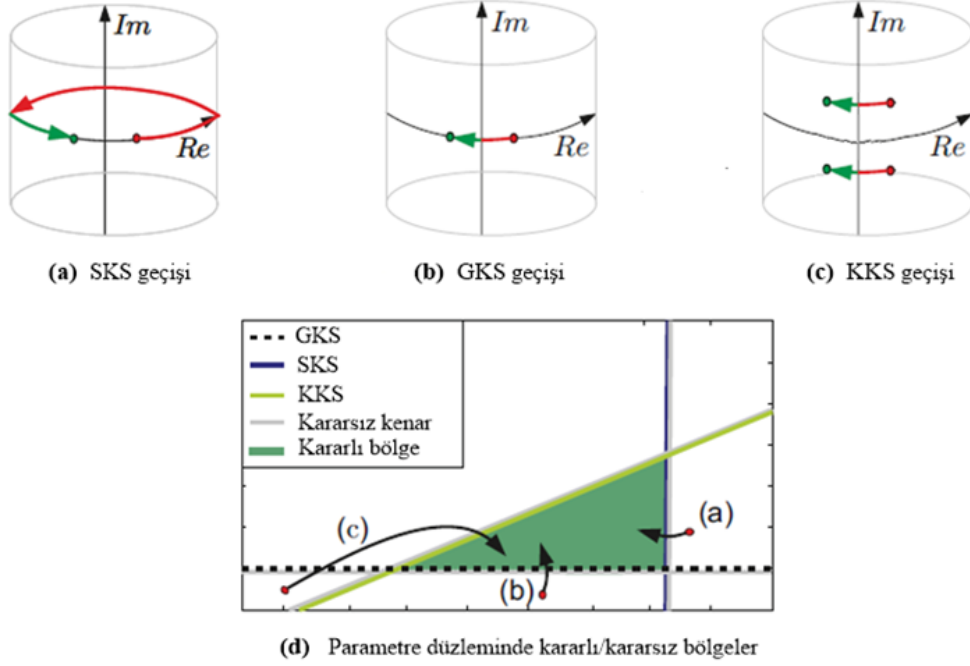 Im
Re
(a) SKS geçişi
Im
Re
(b) GKS geçişi
Im
Re
(c) KKS geçişi
GKS
SKS
KKS
Kararsız kenar
Kararlı bölge
(c)
(a)
(b)
(d) Parametre düzleminde kararlı/kararsız bölgeler